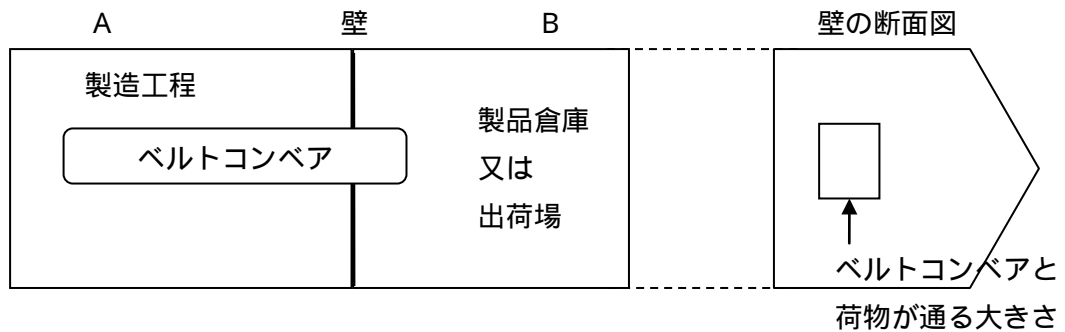 A
壁
B
壁の断面図
製造工程
ベルトコンベア
製品倉庫
又は
出荷場
ベルトコンベアと
荷物が通る大きさ